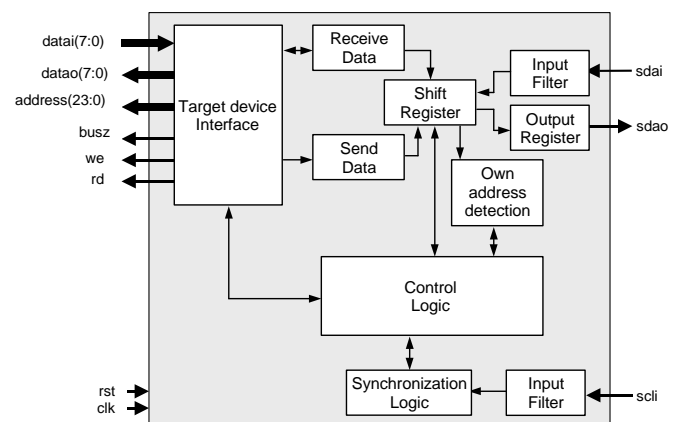 datai(7:0)
datao(7:0)
address(23:0)
busz
we
rd
rst
clk
Target device
Interface
Receive
Data
Send
Data
Shift
Register
Input
Filter
Output
Register
Own
address
detection
Control
Logic
Synchronization
Logic
Input
Filter
sdai
sdao
scli